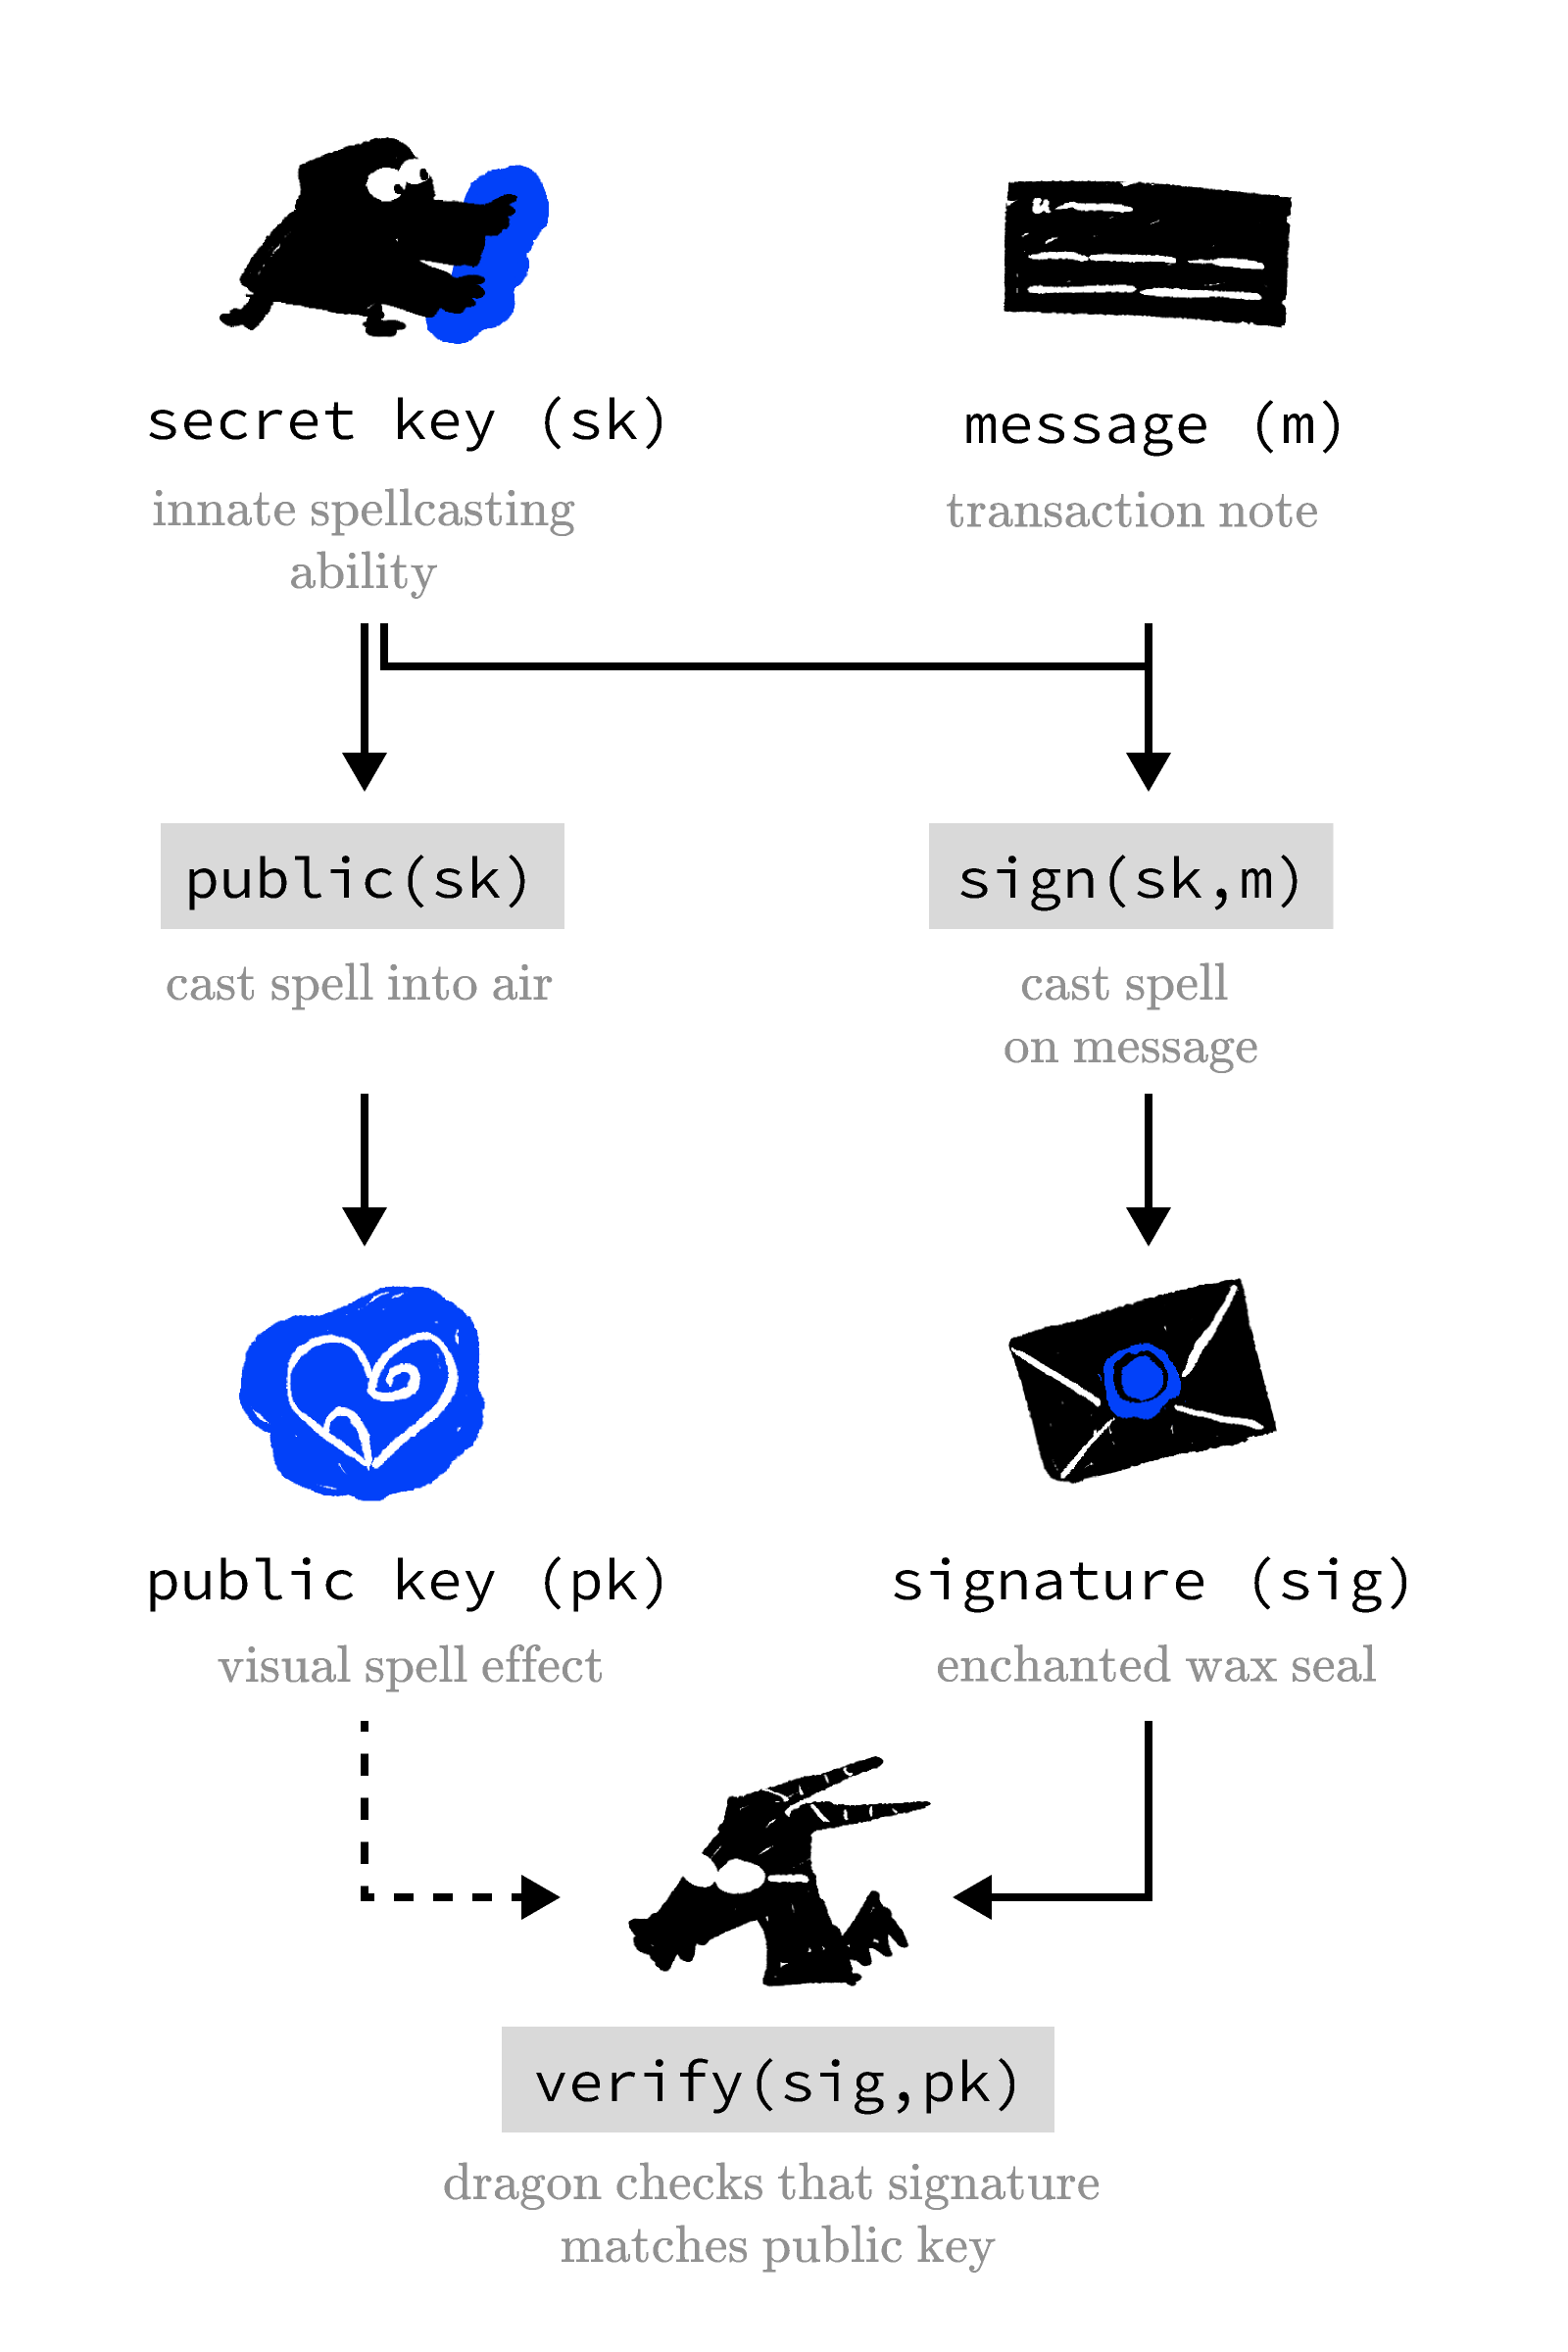 secret key (sk)
innate spellcasting
ability
message (m)
transaction note
public(sk)
cast spell into air
sign(sk,m)
cast spell
on message
public key (pk)
visual spell effect
signature (sig)
enchanted wax seal
verify(sig,pk)
dragon checks that signature
matches public key